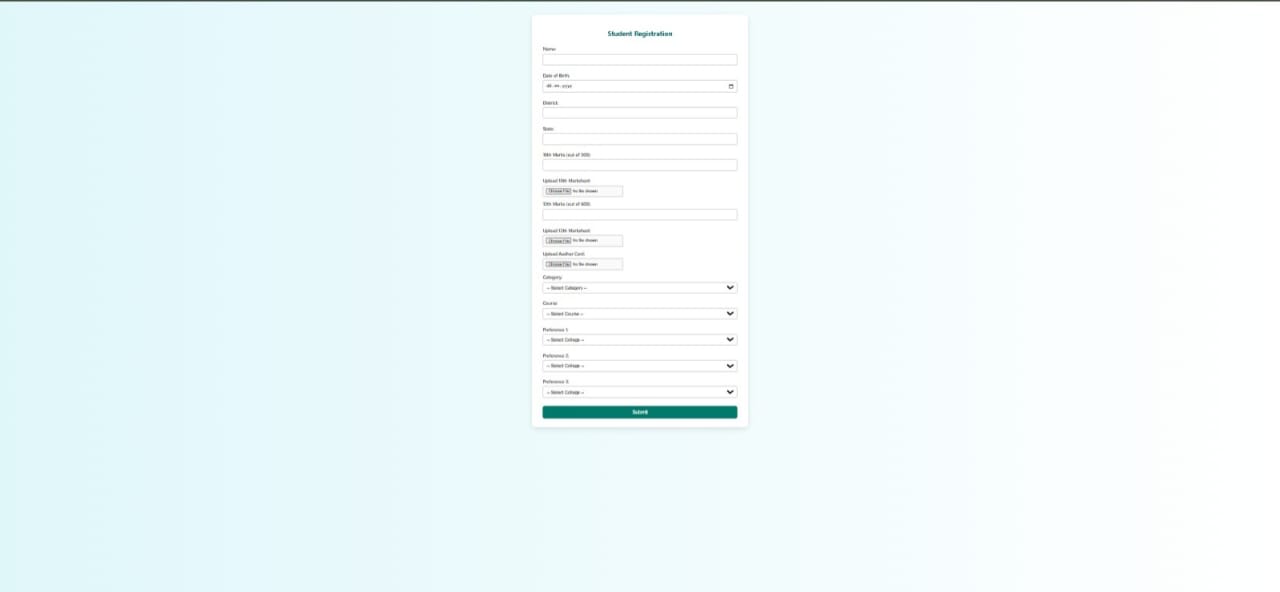 Student Registration
Name:
Date of Birth:
dd-mm-yyyy
District:
State:
10th Marks (out of 500):
Upload 10th Marksheet:
Choose File No file chosen
12th Marks (out of 600):
Upload 12th Marksheet:
Choose File No file chosen
Upload Aadhar Card:
Choose File No file chosen
Category:
-- Select Category --
Course:
-- Select Course --
Preference 1:
-- Select College --
Preference 2:
-- Select College --
Preference 3:
-- Select College --
Submit